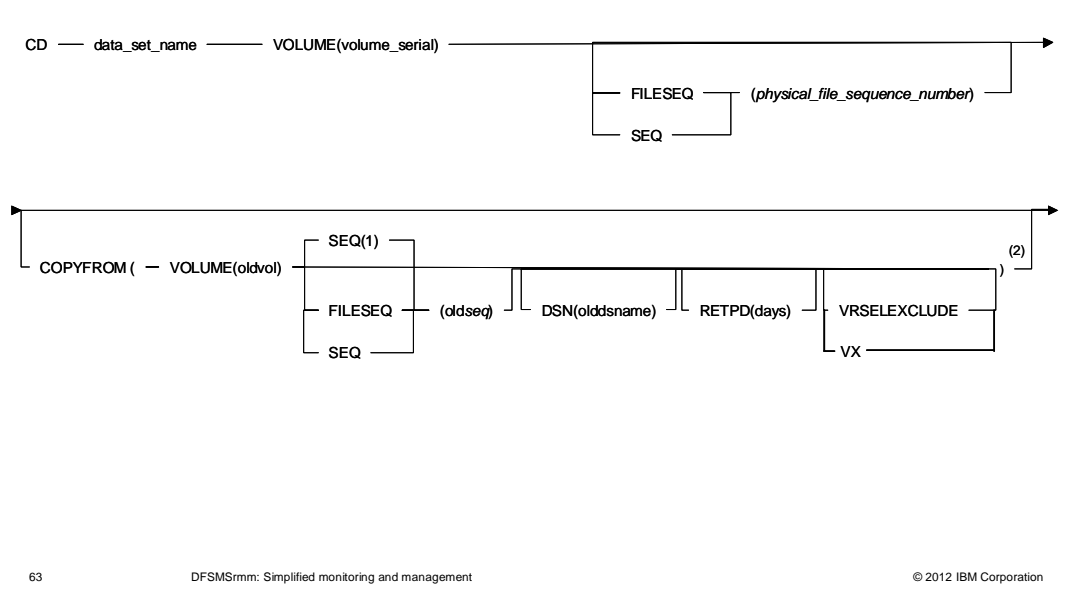 CD data_set_name VOLUME(volume_serial)
FILESEQ (physical_file_sequence_number)
SEQ
SEQ(1)
(2)
COPYFROM ( VOLUME(oldvol) )
FILESEQ (oldseq) DSN(olddsname) RETPD(days) VRSELEXCLUDE
SEQ VX
63 DFSMSrmm: Simplified monitoring and management © 2012 IBM Corporation